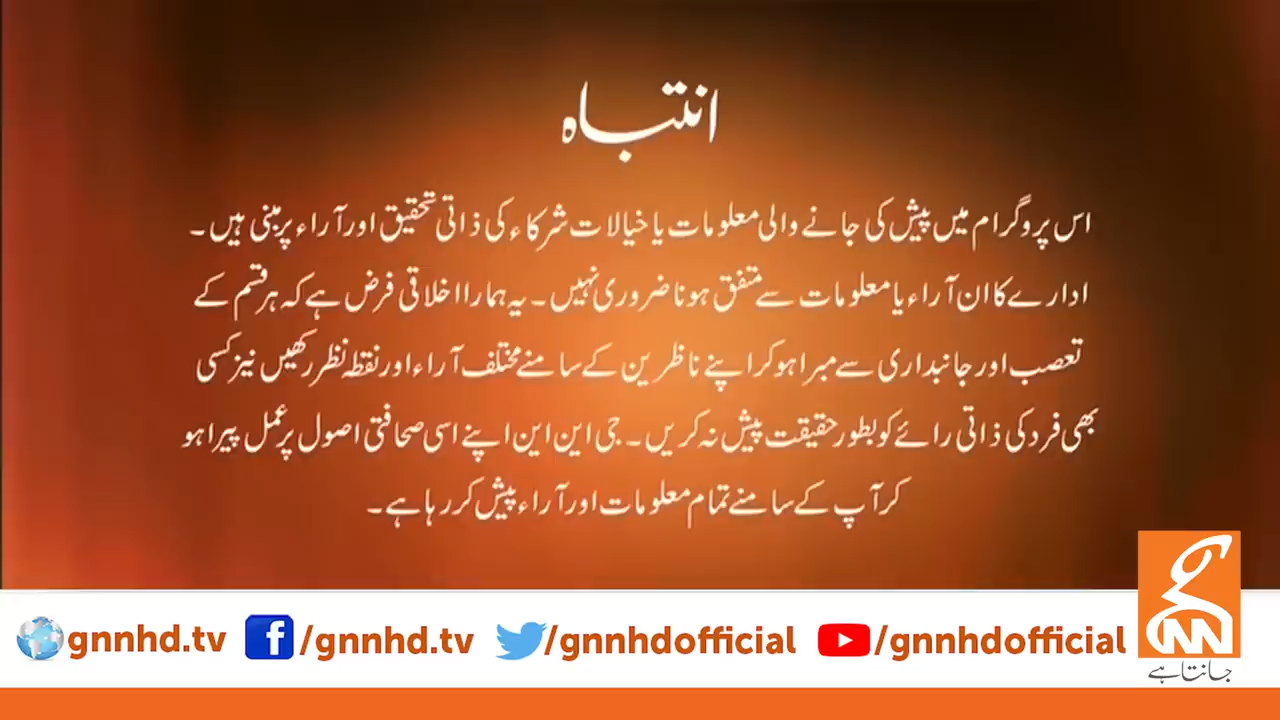 انتباہ
اس پروگرام میں پیش کی جانے والی معلومات یا خیالات شرکاء کی ذاتی تحقیق اور آراء پر مبنی ہیں۔
ادارے کا ان آراء یا معلومات سے متفق ہونا ضروری نہیں۔ یہ ہمارا اخلاقی فرض ہے کہ ہر قسم کے
تعصب اور جانبداری سے مبرا ہو کر اپنے ناظرین کے سامنے مختلف آراء اور نقطہ نظر رکھیں نیز کسی
بھی فرد کی ذاتی رائے کو بطور حقیقت پیش نہ کریں۔ جی این این اپنے اسی صحافتی اصول پر عمل پیرا ہو
کر آپ کے سامنے تمام معلومات اور آراء پیش کر رہا ہے۔
gnnhd.tv /gnnhd.tv /gnnhdofficial /gnnhdofficial
GNN
جانتا ہے